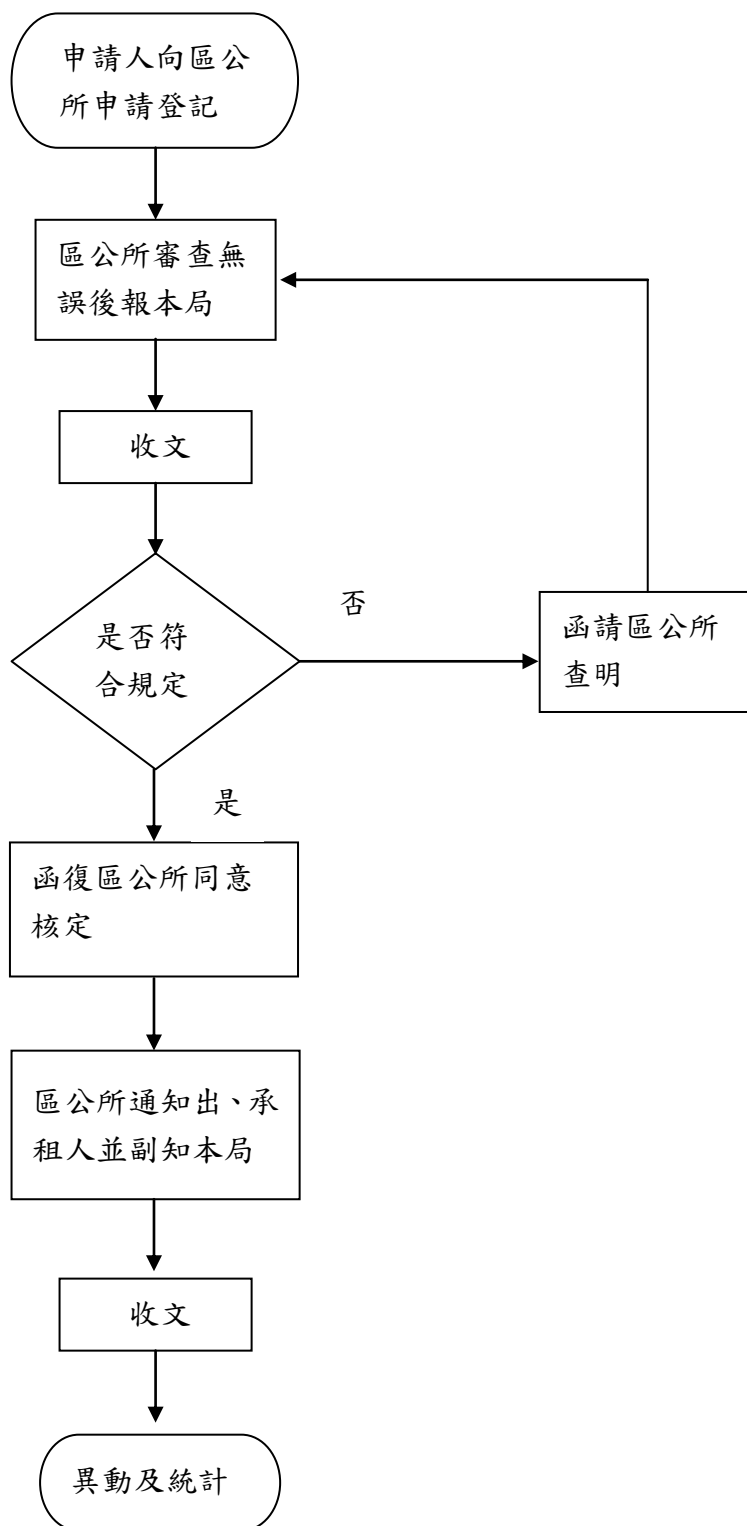 申請人向區公
所申請登記
區公所審查無
誤後報本局
收文
是否符
合規定
否
函請區公所
查明
是
函復區公所同意
核定
區公所通知出、承
租人並副知本局
收文
異動及統計